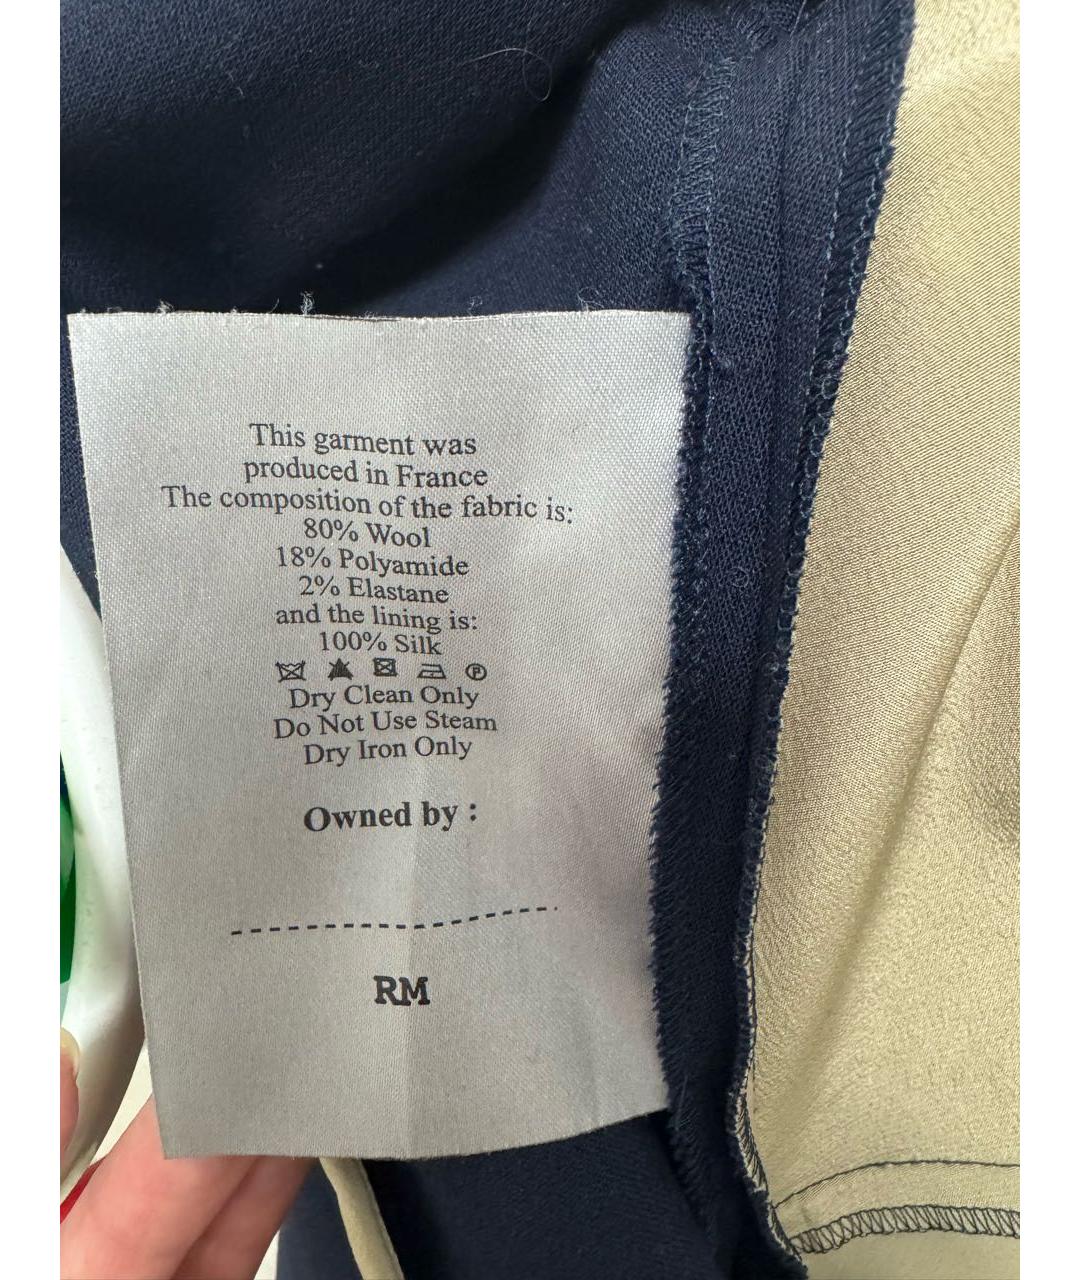 This garment was
produced in France
The composition of the fabric is:
80% Wool
18% Polyamide
2% Elastane
and the lining is:
100% Silk
P
Dry Clean Only
Do Not Use Steam
Dry Iron Only
Owned by :
RM